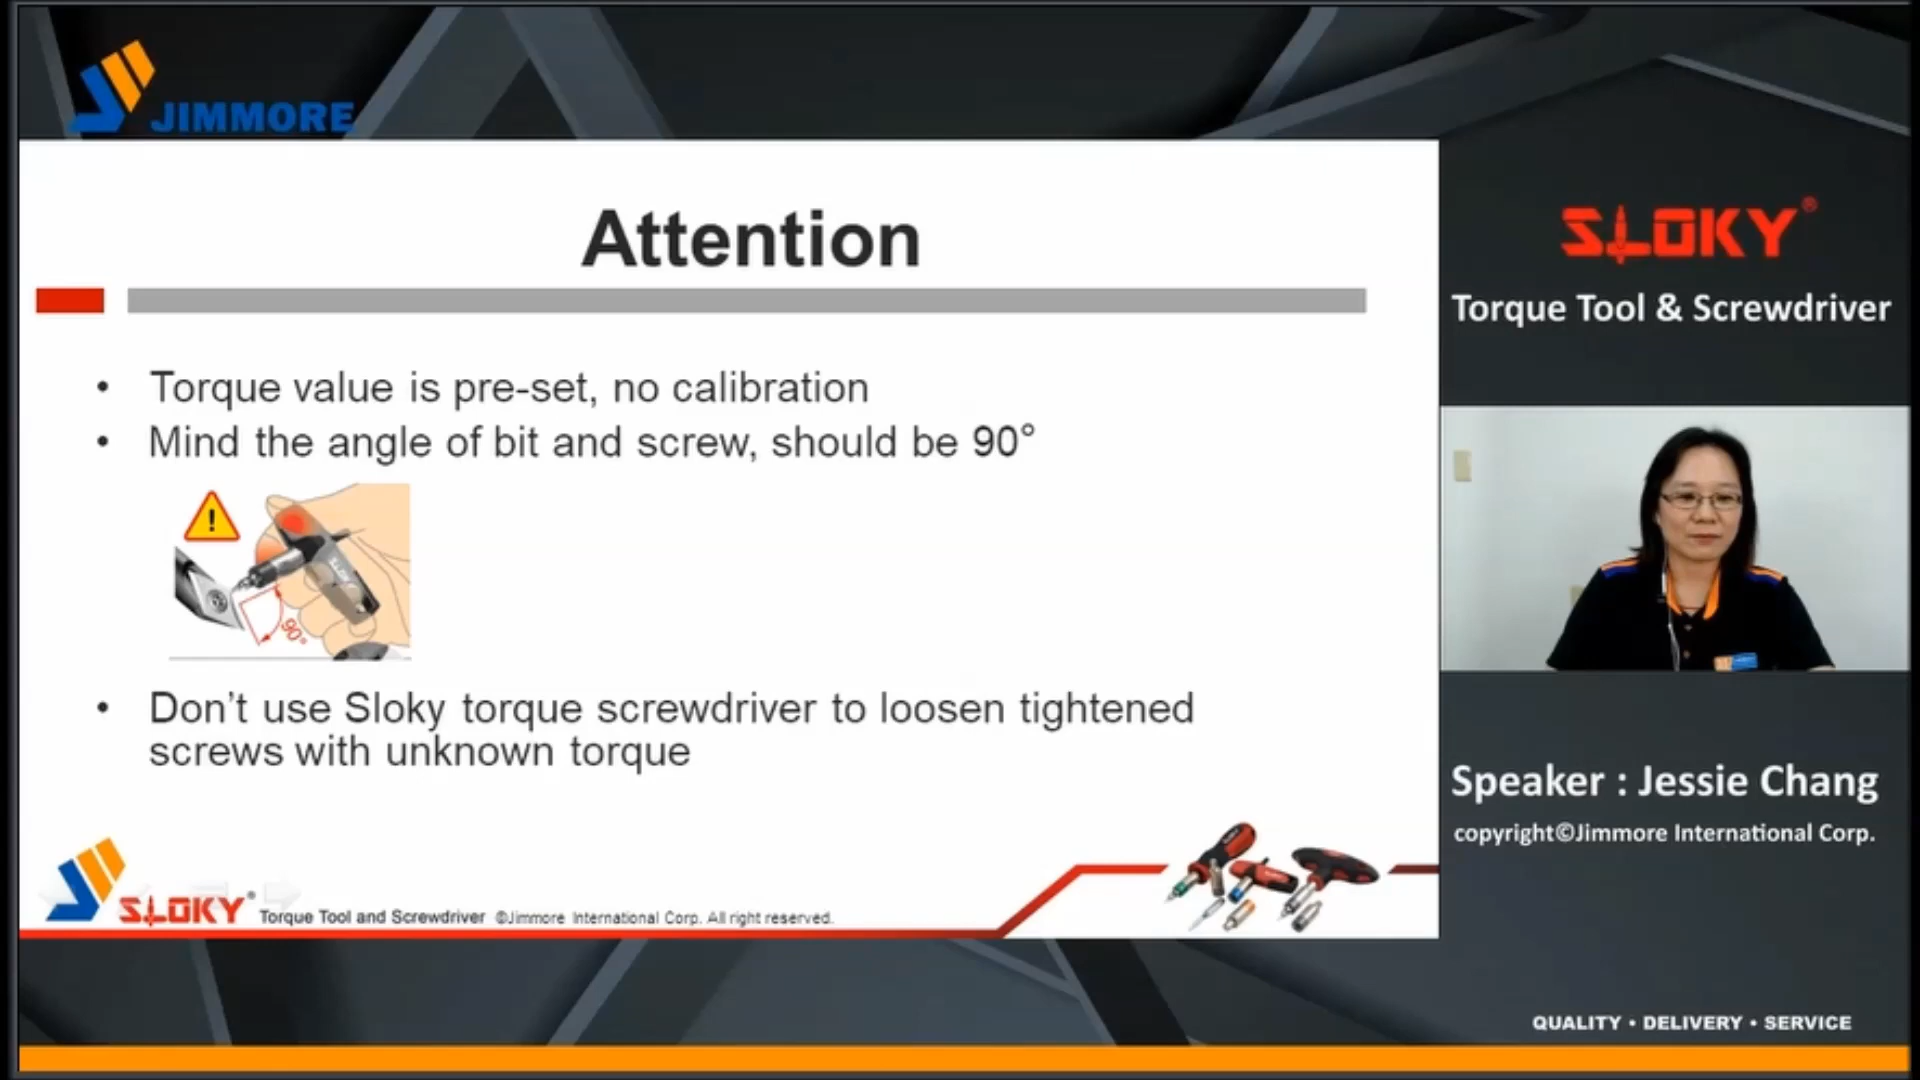 JIMMORE
Attention
• Torque value is pre-set, no calibration
• Mind the angle of bit and screw, should be 90°
!
90°
• Don’t use Sloky torque screwdriver to loosen tightened
screws with unknown torque
SLOKY® Torque Tool and Screwdriver ©Jimmore International Corp. All right reserved.
SLOKY®
Torque Tool & Screwdriver
Speaker : Jessie Chang
copyright©Jimmore International Corp.
QUALITY • DELIVERY • SERVICE